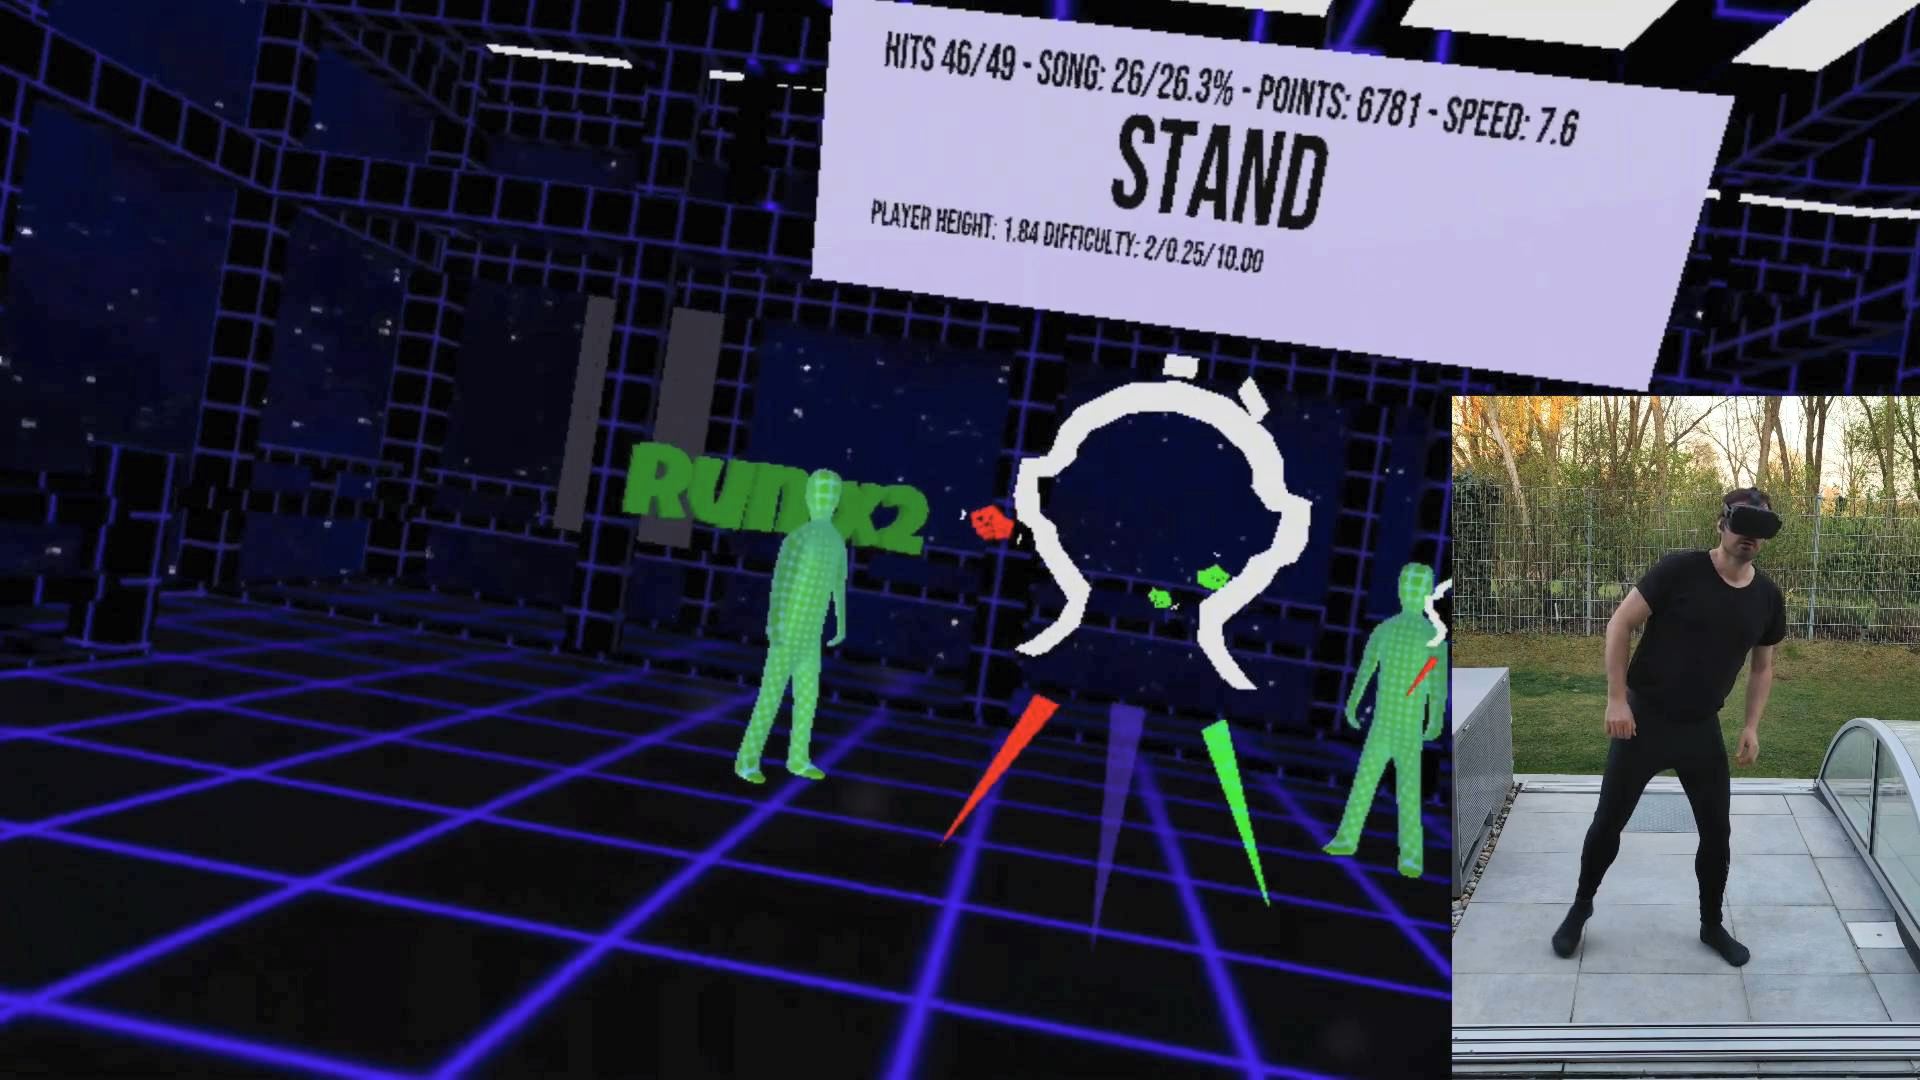 HITS 46/49 - SONG: 26/26.3% - POINTS: 6781 - SPEED: 7.6
STAND
PLAYER HEIGHT: 1.84 DIFFICULTY: 2/0.25/10.00
RUN X2